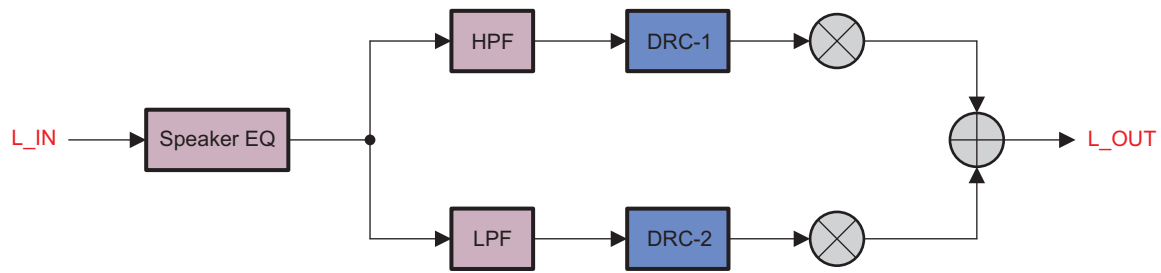 HPF
DRC-1
L_IN
Speaker EQ
L_OUT
LPF
DRC-2